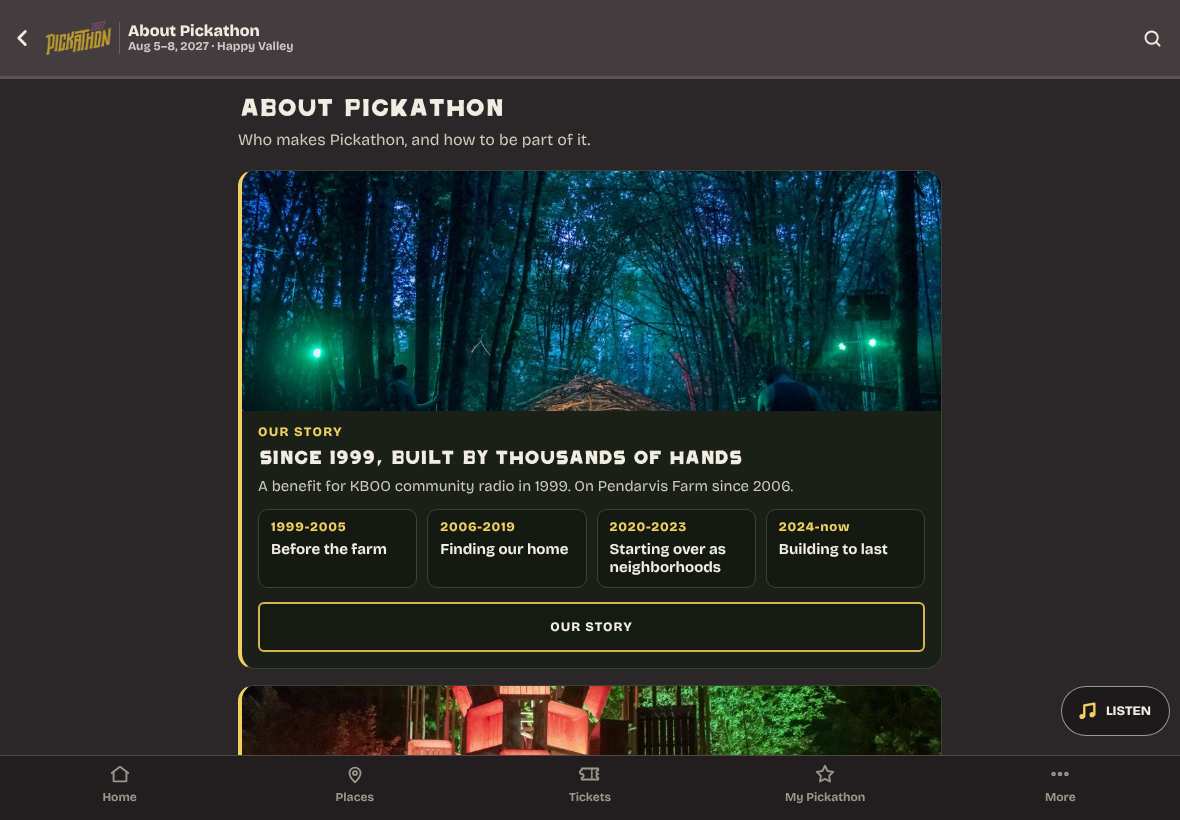 PICKATHON
About Pickathon
Aug 5–8, 2027 · Happy Valley
ABOUT PICKATHON
Who makes Pickathon, and how to be part of it.
OUR STORY
SINCE 1999, BUILT BY THOUSANDS OF HANDS
A benefit for KBOO community radio in 1999. On Pendarvis Farm since 2006.
1999-2005
Before the farm
2006-2019
Finding our home
2020-2023
Starting over as
neighborhoods
2024-now
Building to last
OUR STORY
LISTEN
Home
Places
Tickets
My Pickathon
More